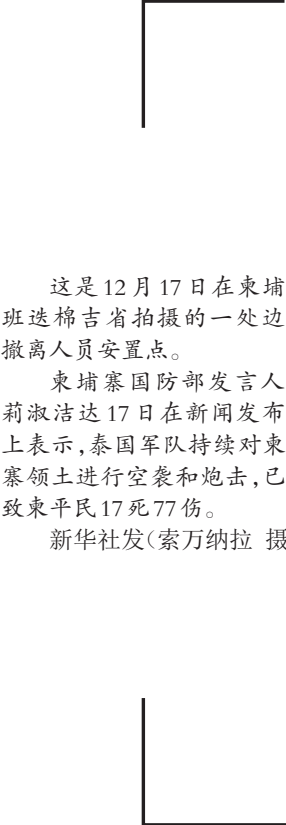 这是12月17日在柬埔
班迭棉吉省拍摄的一处边
撤离人员安置点。
柬埔寨国防部发言人
莉淑洁达17日在新闻发布
上表示,泰国军队持续对柬
寨领土进行空袭和炮击,已
致柬平民17死77伤。
新华社发(索万纳拉 摄